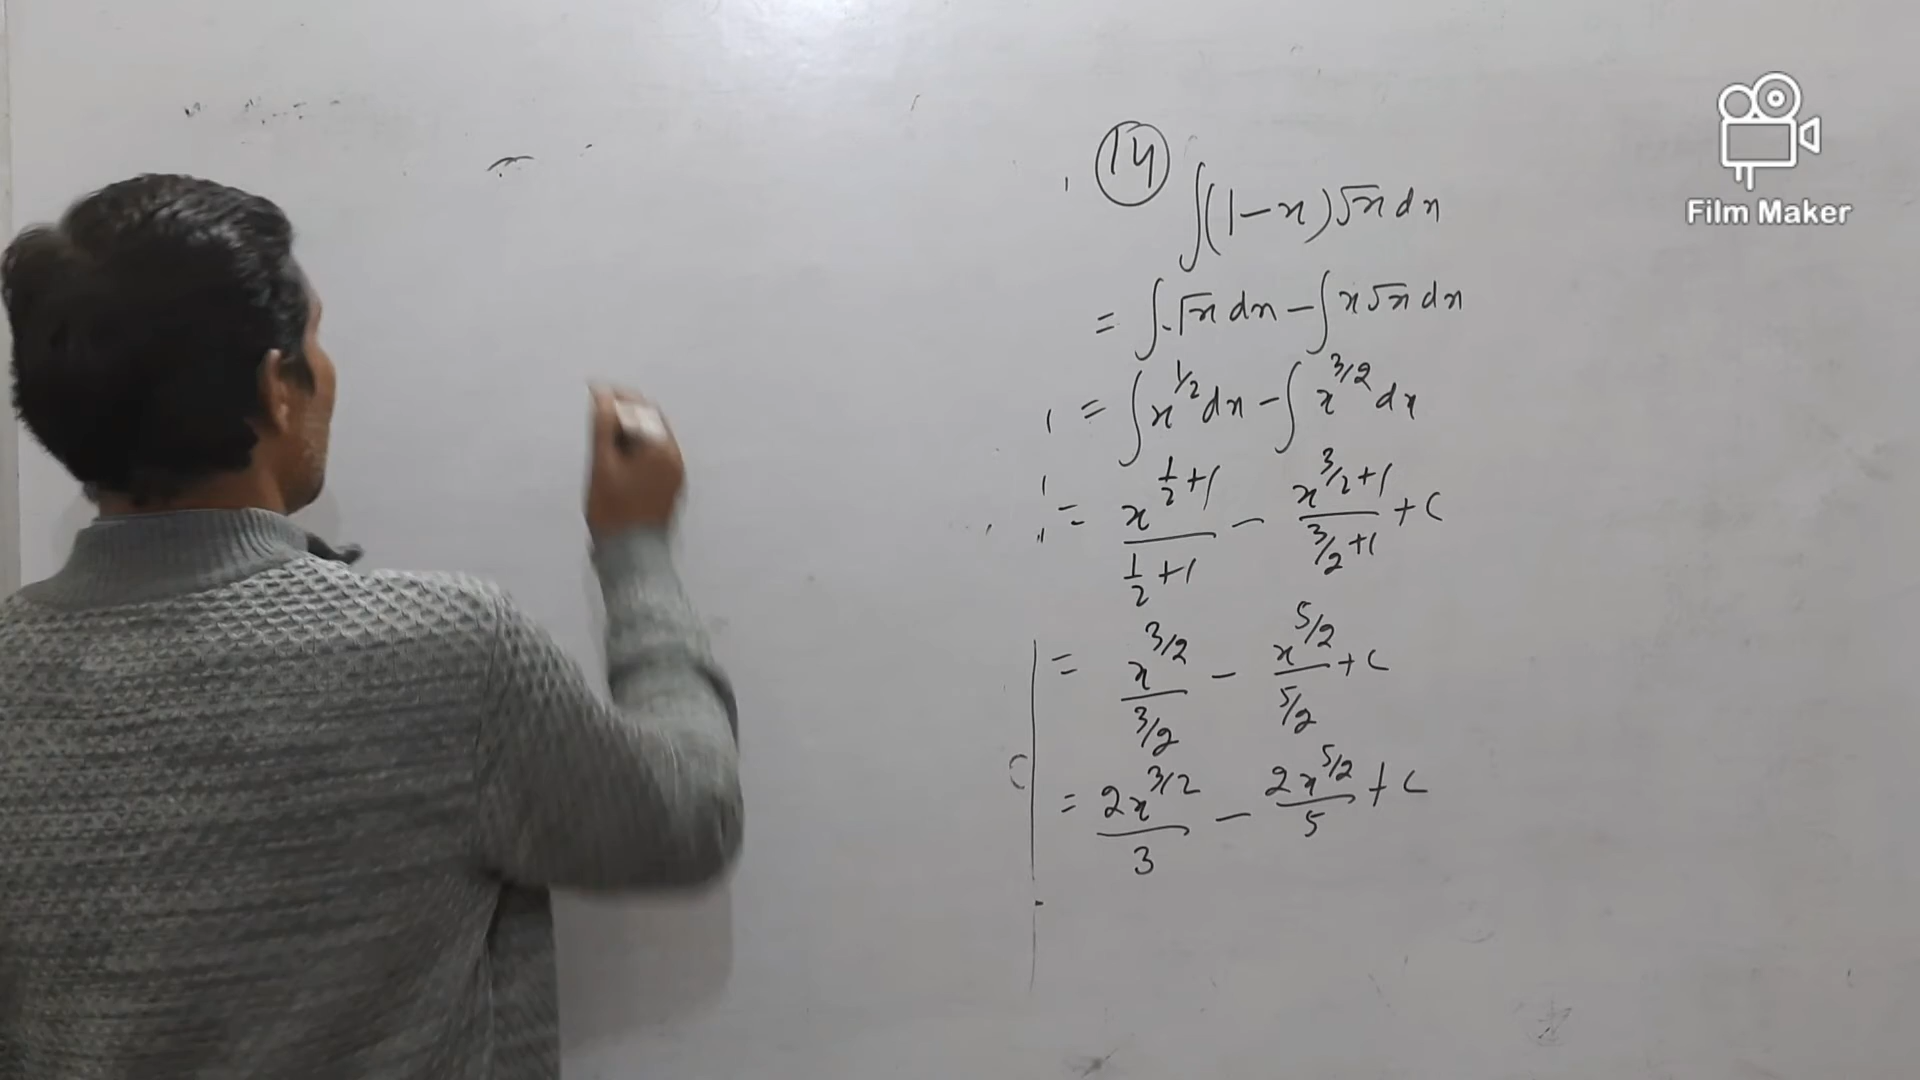 14
∫(1-x)√x dx
= ∫√x dx - ∫x√x dx
= ∫x^1/2 dx - ∫x^3/2 dx
= x^(1/2+1)/(1/2+1) - x^(3/2+1)/(3/2+1) + C
= x^3/2/(3/2) - x^5/2/(5/2) + C
= 2x^3/2/3 - 2x^5/2/5 + C
Film Maker